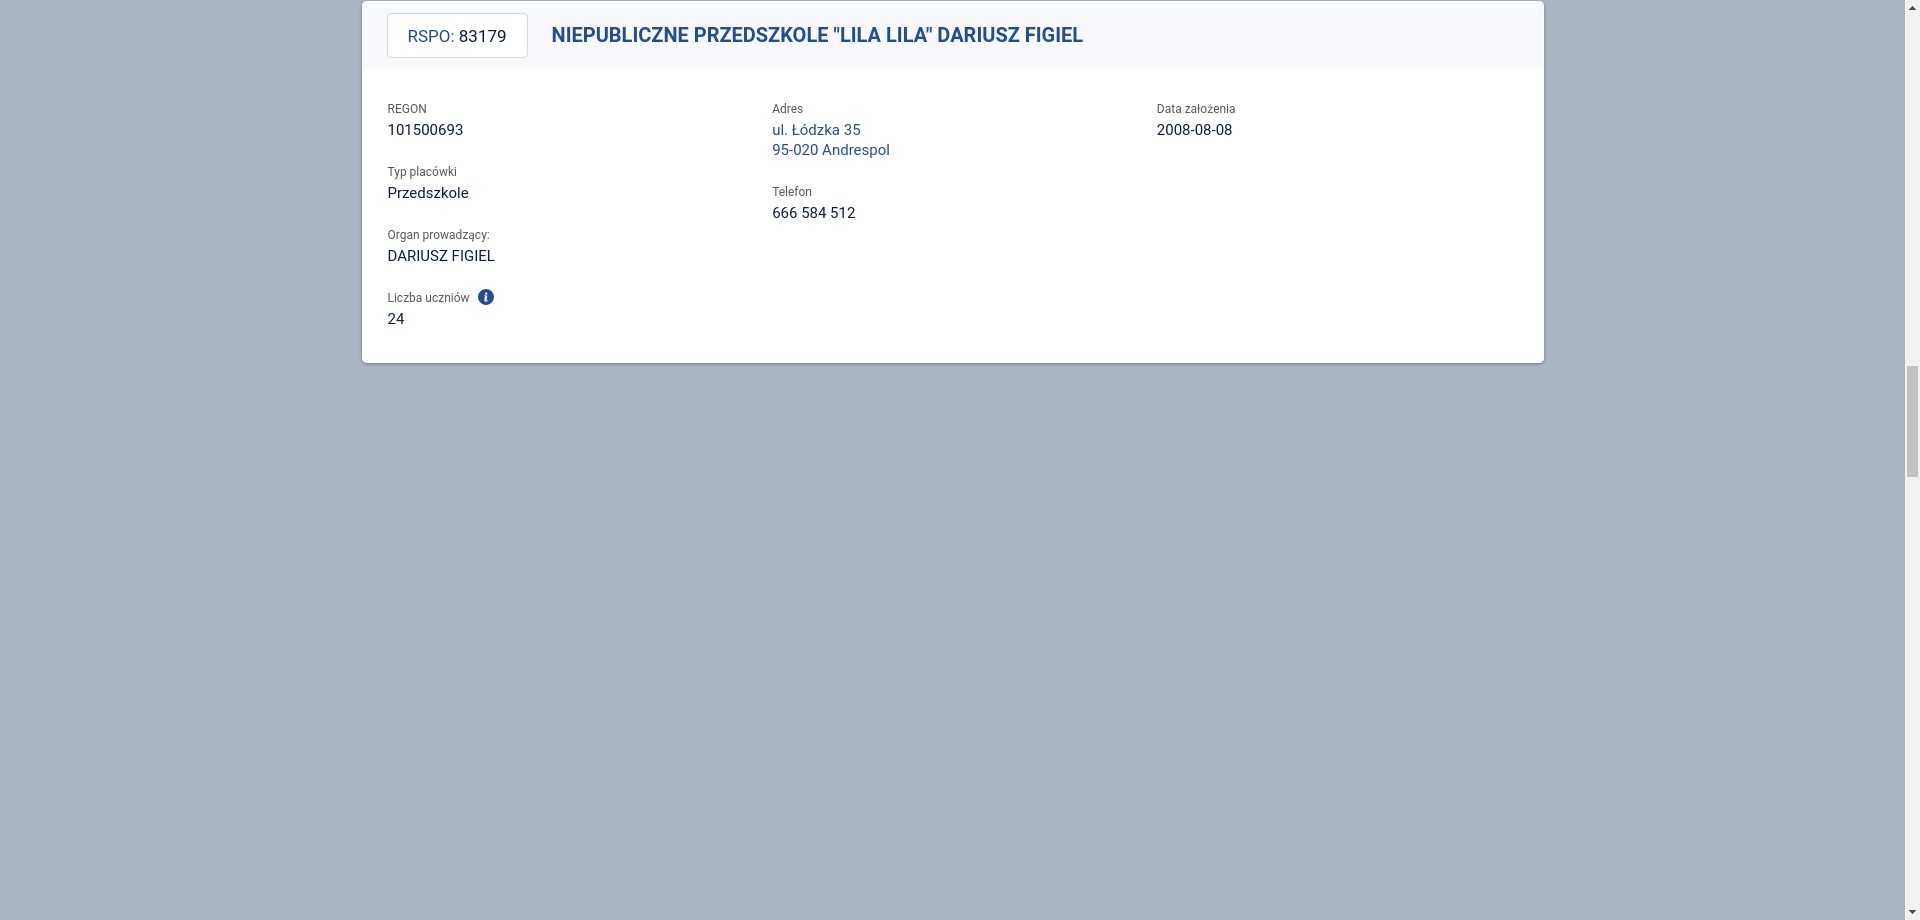 RSPO: 83179
NIEPUBLICZNE PRZEDSZKOLE "LILA LILA" DARIUSZ FIGIEL
REGON
101500693
Typ placówki
Przedszkole
Organ prowadzący:
DARIUSZ FIGIEL
Liczba uczniów
24
Adres
ul. Łódzka 35
95-020 Andrespol
Telefon
666 584 512
Data założenia
2008-08-08